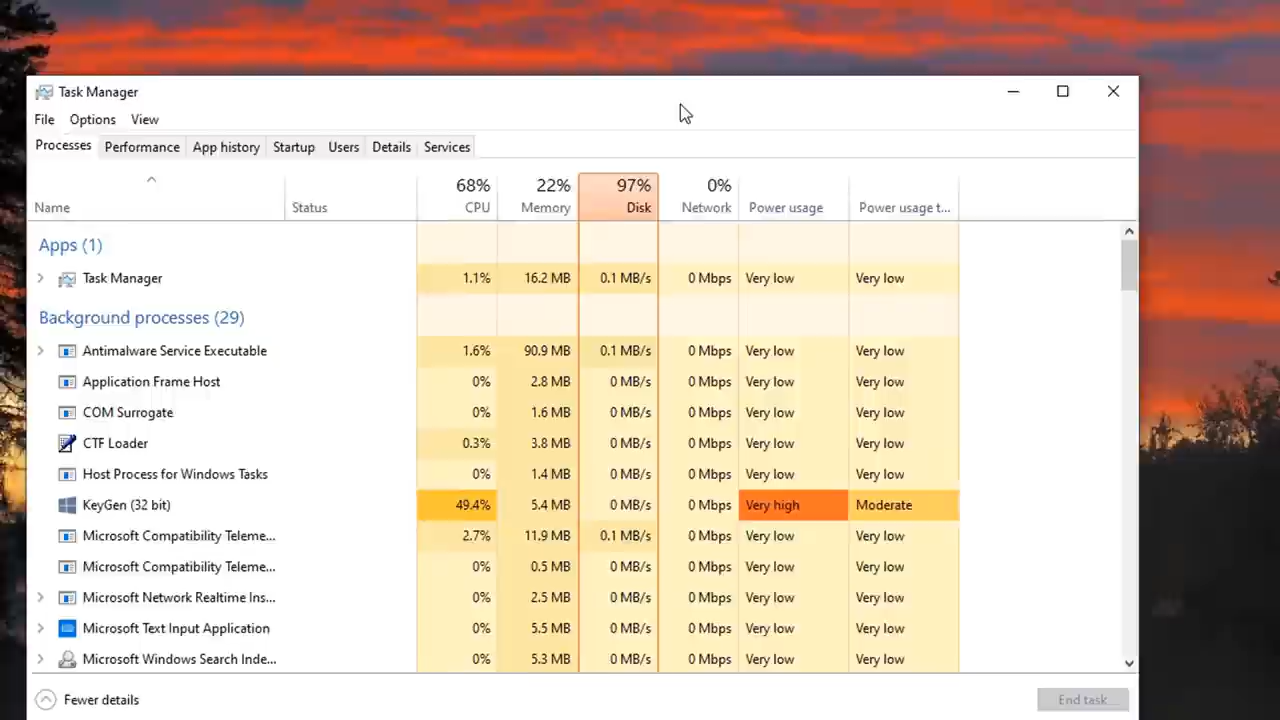 Task Manager
File Options View
Processes Performance App history Startup Users Details Services
68% 22% 97% 0%
Name Status CPU Memory Disk Network Power usage Power usage t...
Apps (1)
Task Manager 1.1% 16.2 MB 0.1 MB/s 0 Mbps Very low Very low
Background processes (29)
Antimalware Service Executable 1.6% 90.9 MB 0.1 MB/s 0 Mbps Very low Very low
Application Frame Host 0% 2.8 MB 0 MB/s 0 Mbps Very low Very low
COM Surrogate 0% 1.6 MB 0 MB/s 0 Mbps Very low Very low
CTF Loader 0.3% 3.8 MB 0 MB/s 0 Mbps Very low Very low
Host Process for Windows Tasks 0% 1.4 MB 0 MB/s 0 Mbps Very low Very low
KeyGen (32 bit) 49.4% 5.4 MB 0 MB/s 0 Mbps Very high Moderate
Microsoft Compatibility Teleme... 2.7% 11.9 MB 0.1 MB/s 0 Mbps Very low Very low
Microsoft Compatibility Teleme... 0% 0.5 MB 0 MB/s 0 Mbps Very low Very low
Microsoft Network Realtime Ins... 0% 2.5 MB 0 MB/s 0 Mbps Very low Very low
Microsoft Text Input Application 0% 5.5 MB 0 MB/s 0 Mbps Very low Very low
Microsoft Windows Search Inde... 0% 5.3 MB 0 MB/s 0 Mbps Very low Very low
Fewer details End task